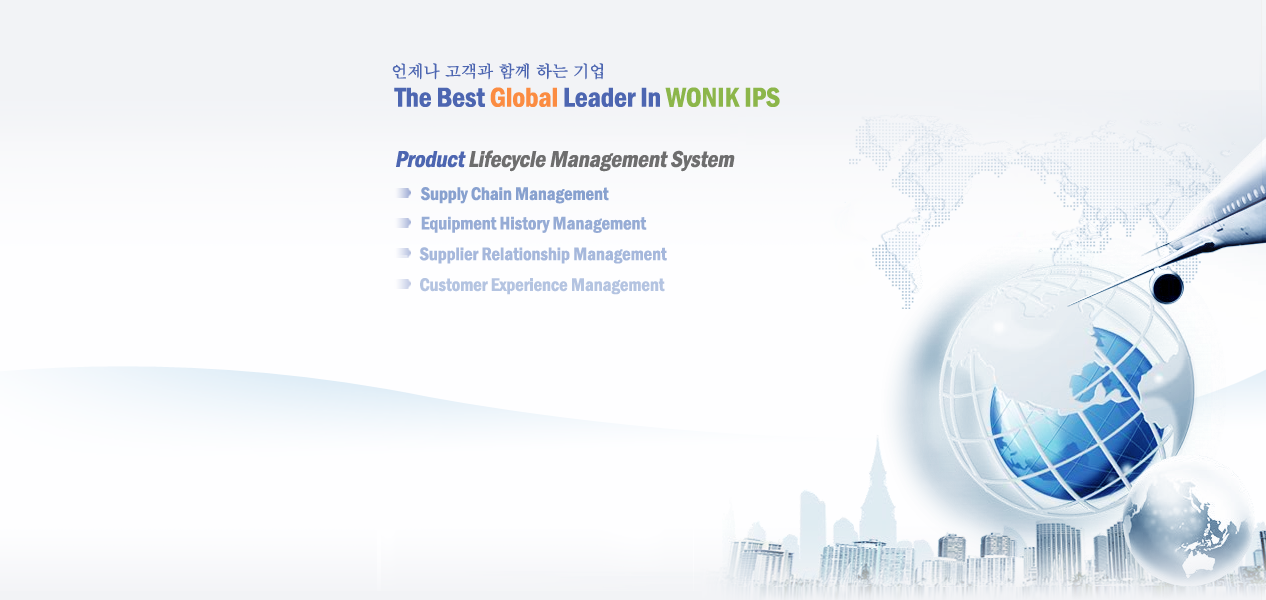 언제나 고객과 함께 하는 기업
The Best Global Leader In WONIK IPS
Product Lifecycle Management System
Supply Chain Management
Equipment History Management
Supplier Relationship Management
Customer Experience Management